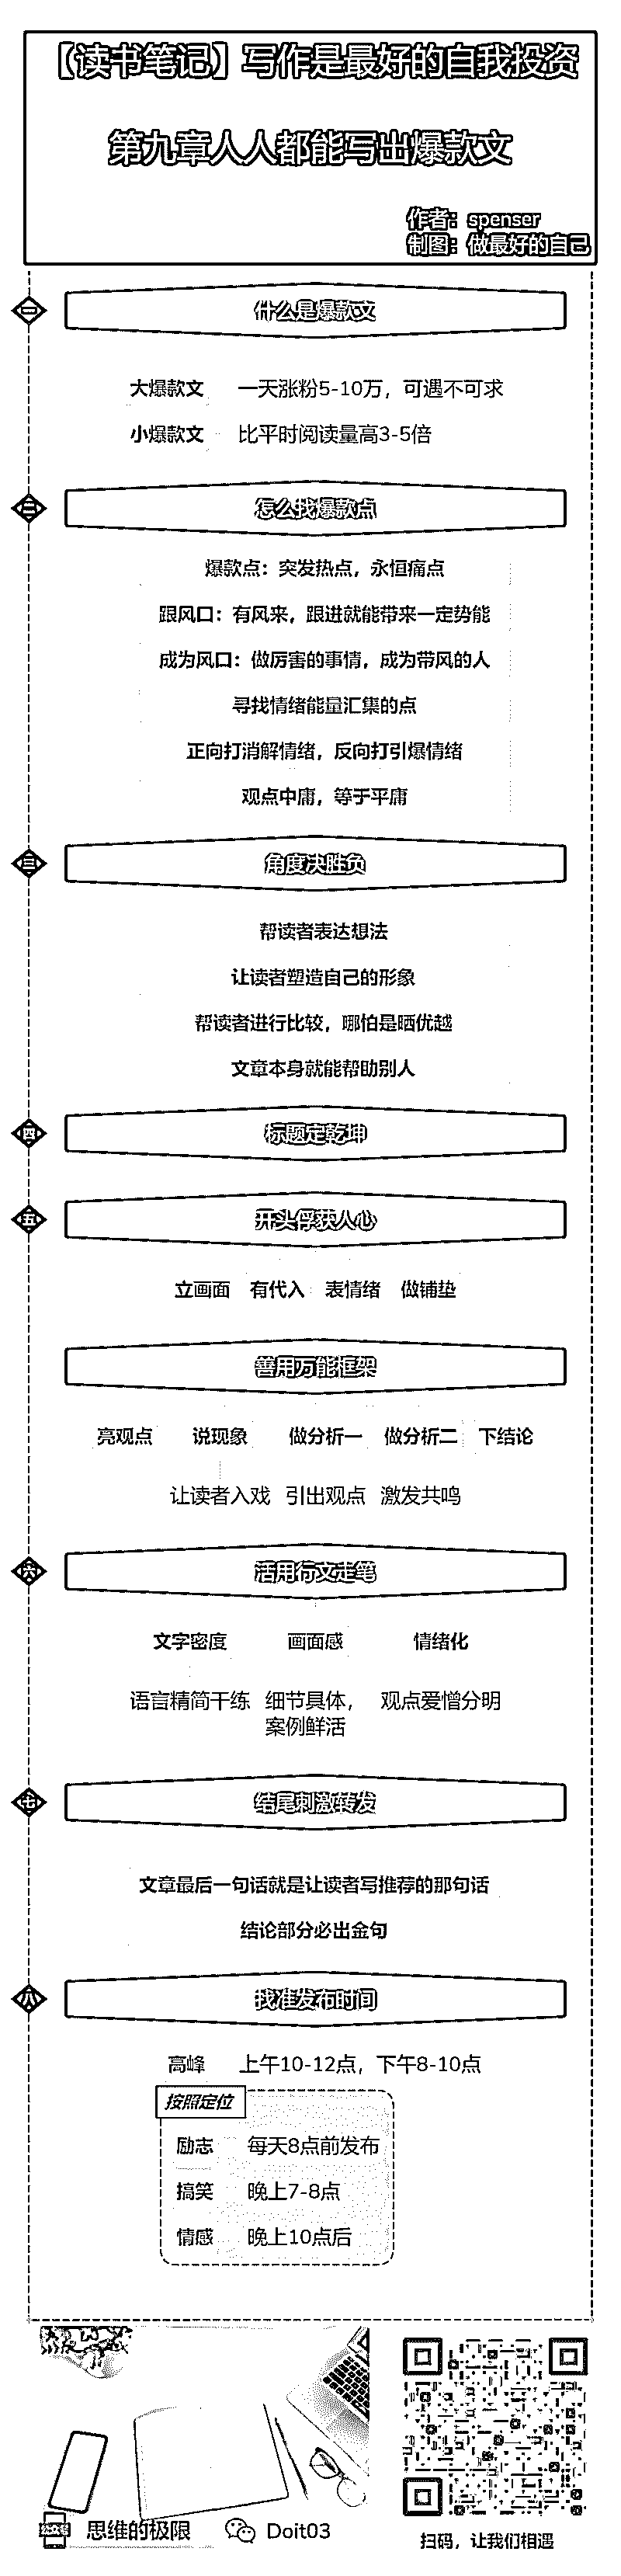 【读书笔记】写作是最好的自我投资
第九章人人都能写出爆款文
作者：spenser
制图：做最好的自己
一 什么是爆款文
大爆款文 一天涨粉5-10万，可遇不可求
小爆款文 比平时阅读量高3-5倍
二 怎么找爆款点
爆款点：突发热点，永恒痛点
跟风口：有风来，跟进就能带来一定势能
成为风口：做厉害的事情，成为带风的人
寻找情绪能量汇集的点
正向打消解情绪，反向打引爆情绪
观点中庸，等于平庸
三 角度决胜负
帮读者表达想法
让读者塑造自己的形象
帮读者进行比较，哪怕是晒优越
文章本身就能帮助别人
四 标题定乾坤
五 开头俘获人心
立画面 有代入 表情绪 做铺垫
善用万能框架
亮观点 说现象 做分析一 做分析二 下结论
让读者入戏 引出观点 激发共鸣
六 活用行文走笔
文字密度 画面感 情绪化
语言精简干练 细节具体， 观点爱憎分明
案例鲜活
七 结尾刺激转发
文章最后一句话就是让读者写推荐的那句话
结论部分必出金句
八 找准发布时间
高峰 上午10-12点，下午8-10点
按照定位
励志 每天8点前发布
搞笑 晚上7-8点
情感 晚上10点后
公众号 思维的极限 Doit03
扫码，让我们相遇